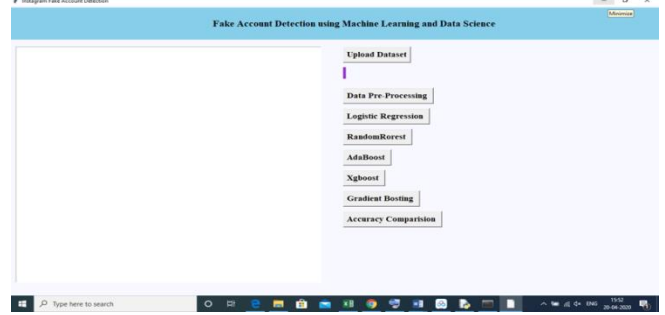 Instagram Fake Account Detection
Minimize
Fake Account Detection using Machine Learning and Data Science
Upload Dataset
Data Pre-Processing
Logistic Regression
RandomRorest
AdaBoost
Xgboost
Gradient Bosting
Accuracy Comparision
Type here to search
ENG
15:52
20-04-2020